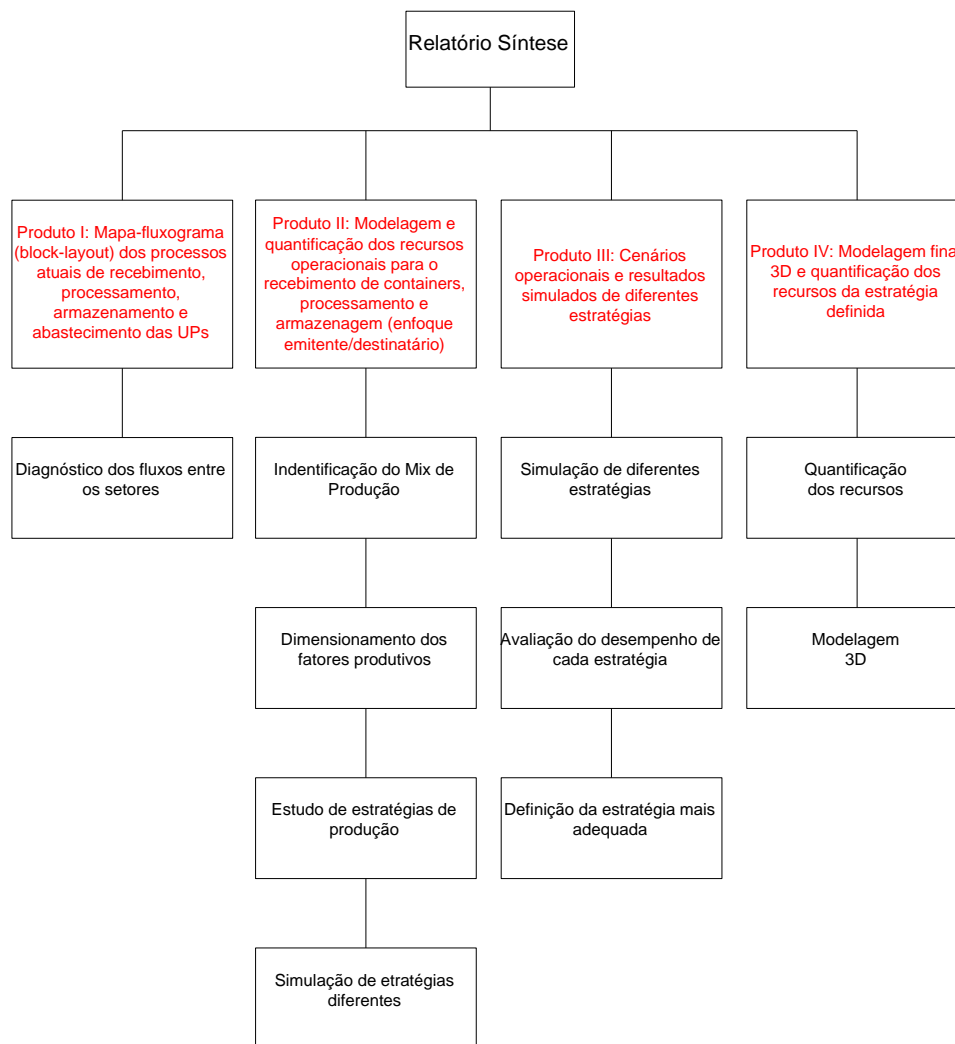 Relatório Síntese
Produto I: Mapa-fluxograma
(block-layout) dos processos
atuais de recebimento,
processamento,
armazenamento e
abastecimento das UPs
Produto II: Modelagem e
quantificação dos recursos
operacionais para o
recebimento de containers,
processamento e
armazenagem (enfoque
emitente/destinatário)
Produto III: Cenários
operacionais e resultados
simulados de diferentes
estratégias
Produto IV: Modelagem fina
3D e quantificação dos
recursos da estratégia
definida
Diagnóstico dos fluxos entre
os setores
Indentificação do Mix de
Produção
Simulação de diferentes
estratégias
Quantificação
dos recursos
Dimensionamento dos
fatores produtivos
Avaliação do desempenho de
cada estratégia
Modelagem
3D
Estudo de estratégias de
produção
Definição da estratégia mais
adequada
Simulação de etratégias
diferentes